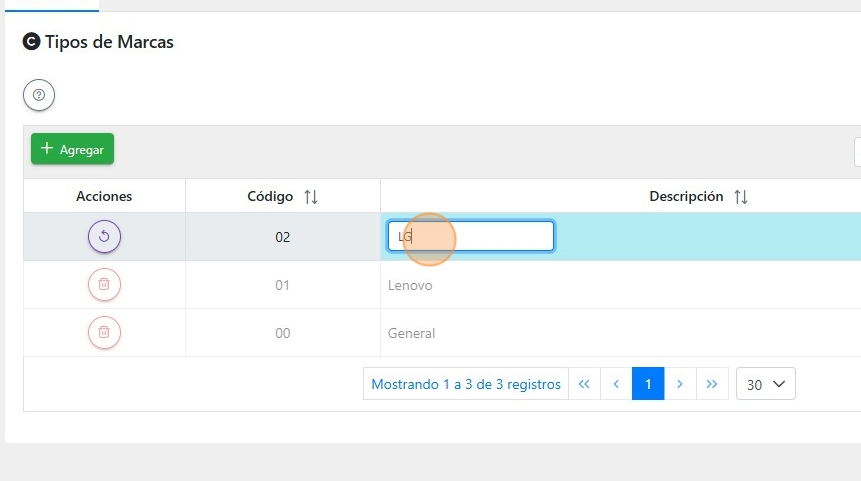 C Tipos de Marcas
?
+ Agregar
Acciones Código Descripción
02 LG
01 Lenovo
00 General
Mostrando 1 a 3 de 3 registros « ‹ 1 › » 30